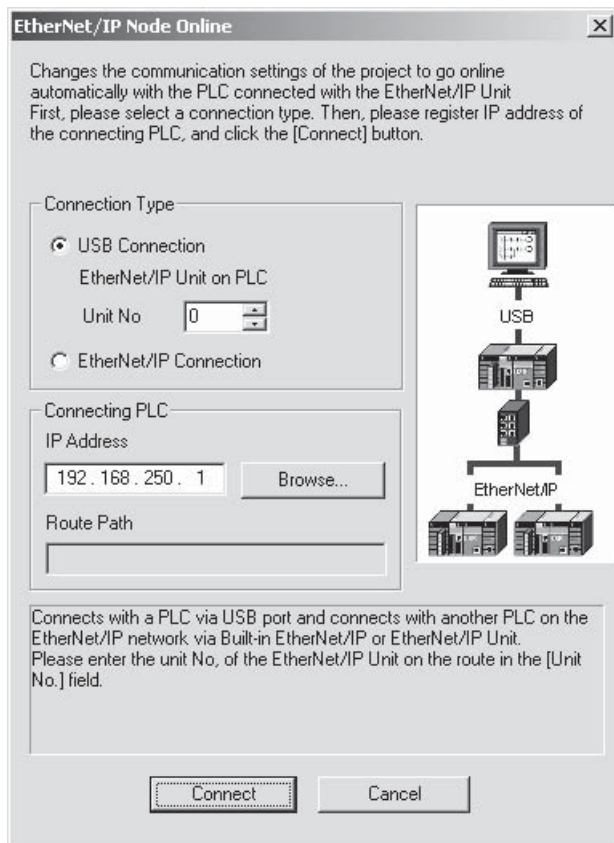 EtherNet/IP Node Online
Changes the communication settings of the project to go online
automatically with the PLC connected with the EtherNet/IP Unit
First, please select a connection type. Then, please register IP address of
the connecting PLC, and click the [Connect] button.
Connection Type
USB Connection
EtherNet/IP Unit on PLC
Unit No 0
EtherNet/IP Connection
Connecting PLC
IP Address
192 . 168 . 250 . 1
Browse...
Route Path
USB
EtherNet/IP
Connects with a PLC via USB port and connects with another PLC on the
EtherNet/IP network via Built-in EtherNet/IP or EtherNet/IP Unit.
Please enter the unit No, of the EtherNet/IP Unit on the route in the [Unit
No.] field.
Connect
Cancel